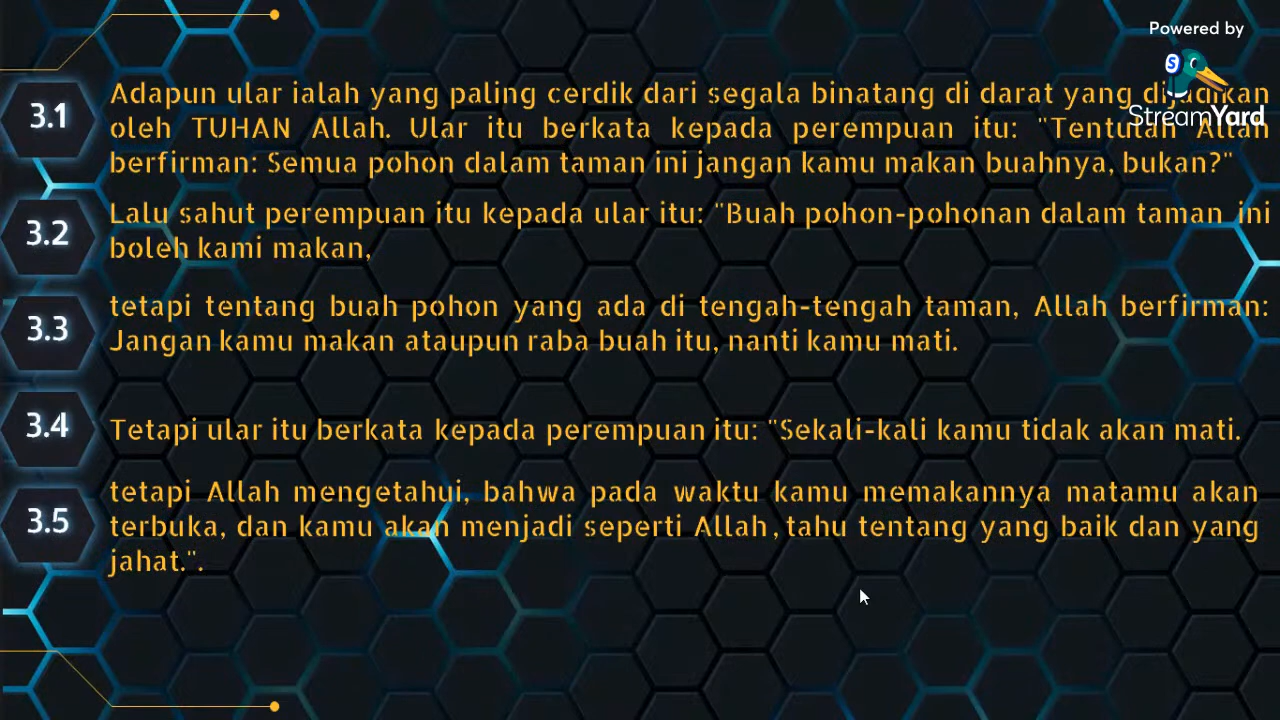 Powered by
StreamYard
3.1
Adapun ular ialah yang paling cerdik dari segala binatang di darat yang dijadikan
oleh TUHAN Allah. Ular itu berkata kepada perempuan itu: "Tentulah Allah
berfirman: Semua pohon dalam taman ini jangan kamu makan buahnya, bukan?"
3.2
Lalu sahut perempuan itu kepada ular itu: "Buah pohon-pohonan dalam taman ini
boleh kami makan,
3.3
tetapi tentang buah pohon yang ada di tengah-tengah taman, Allah berfirman:
Jangan kamu makan ataupun raba buah itu, nanti kamu mati.
3.4
Tetapi ular itu berkata kepada perempuan itu: "Sekali-kali kamu tidak akan mati.
3.5
tetapi Allah mengetahui, bahwa pada waktu kamu memakannya matamu akan
terbuka, dan kamu akan menjadi seperti Allah, tahu tentang yang baik dan yang
jahat.".